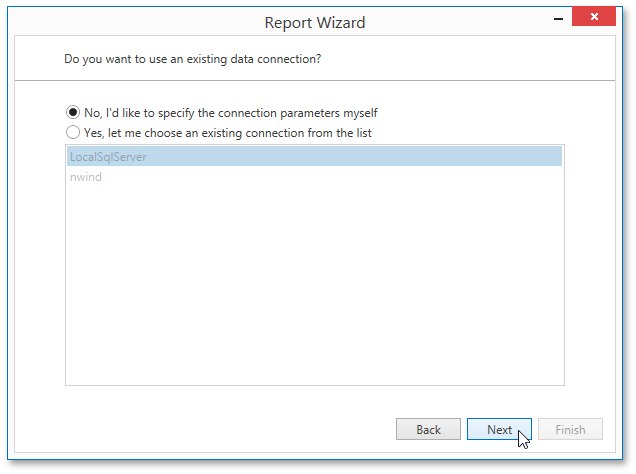 Report Wizard
Do you want to use an existing data connection?
No, I'd like to specify the connection parameters myself
Yes, let me choose an existing connection from the list
LocalSqlServer
nwind
Back Next Finish